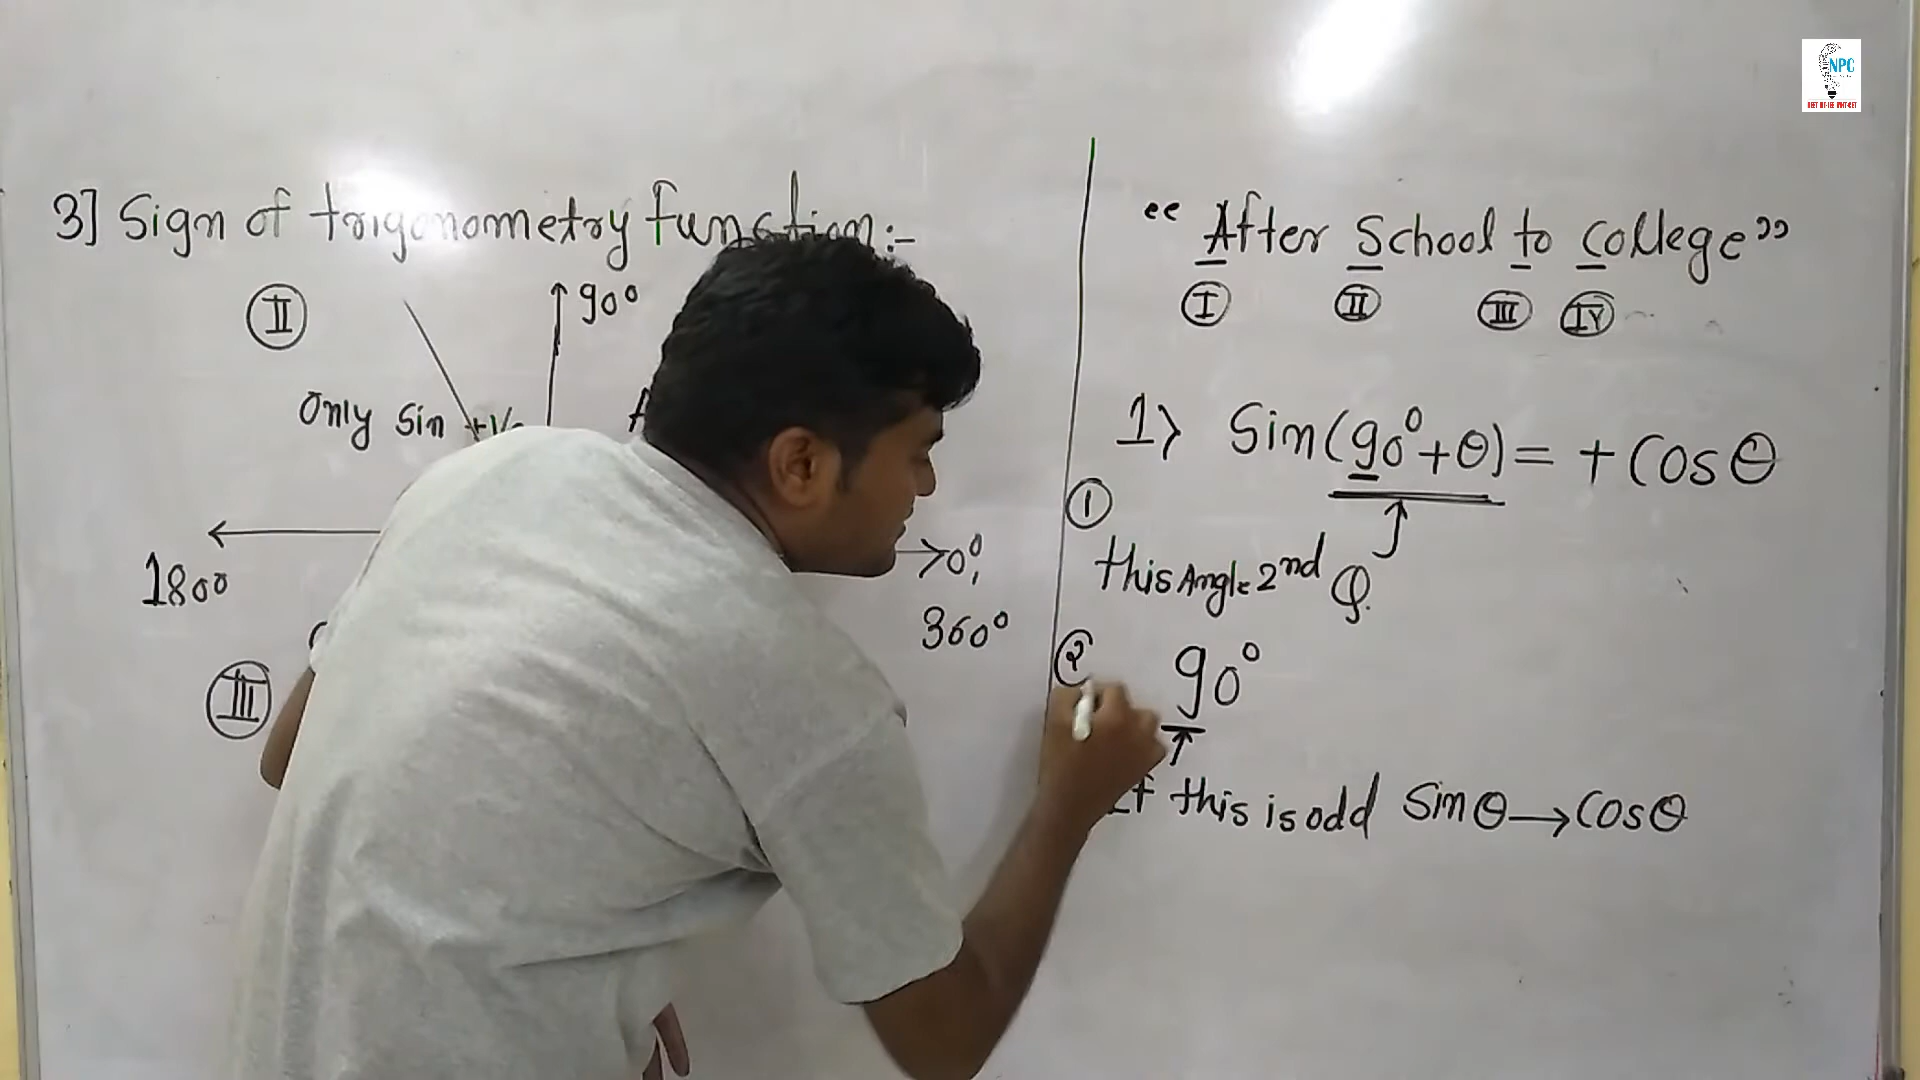 3] Sign of trigonometry function:-
II
90°
Only Sin +ve
180°
0°,
360°
III
"After School to College"
I II III IV
1> Sin(90°+θ)= + Cos θ
1
this Angle 2nd Q.
2 90°
If this is odd Sinθ→Cosθ
NPC